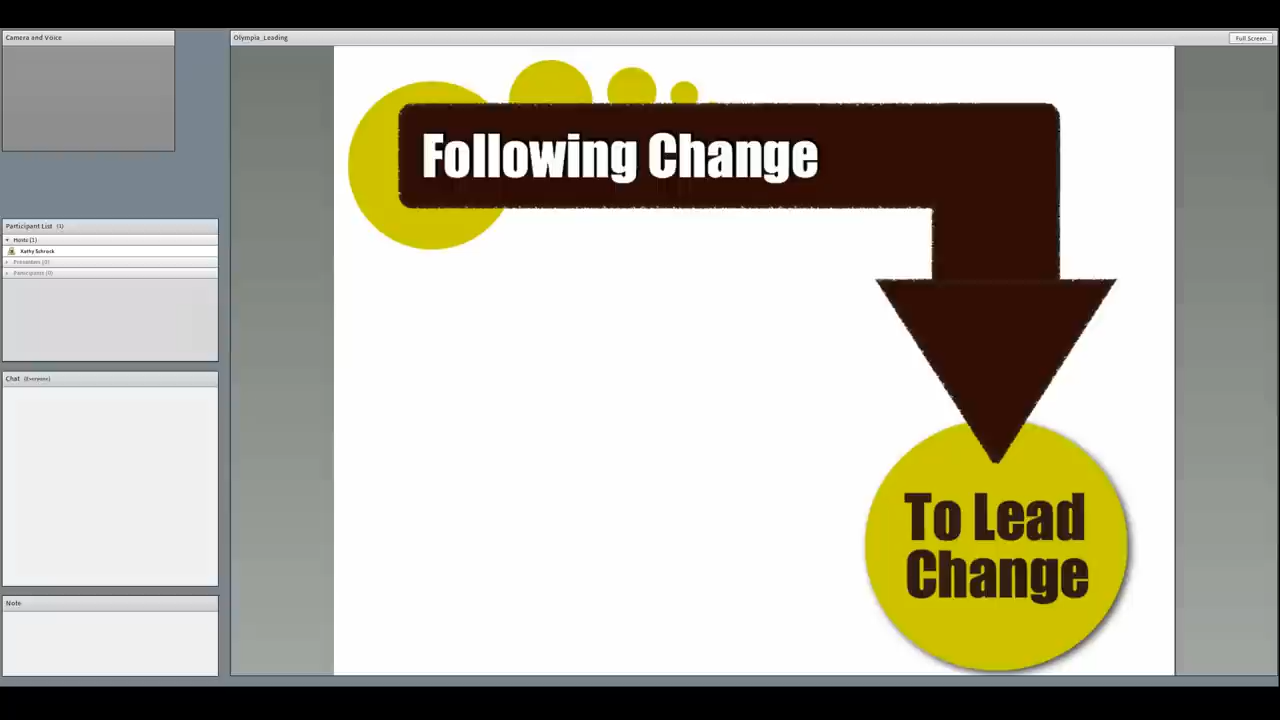 Camera and Voice
Olympia_Leading
Full Screen
Following Change
Participant List (1)
Hosts (1)
Kathy Schrock
Presenters (0)
Participants (0)
Chat (Everyone)
To Lead
Change
Note